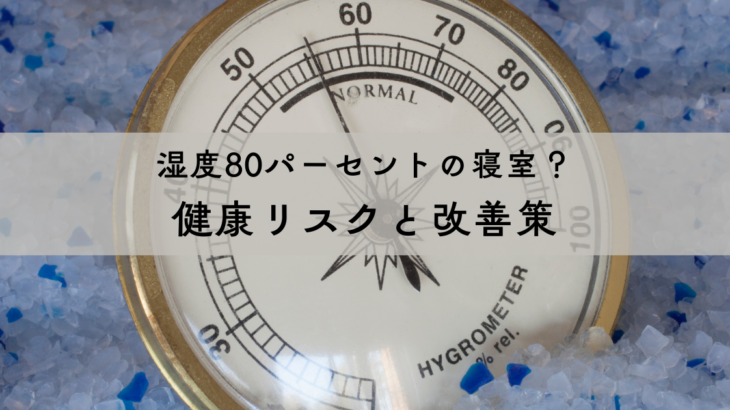 60
50
70
80
90
NORMAL
湿度80パーセントの寝室？
40
健康リスクと改善策
100
30
HYGROMETER
% rel.